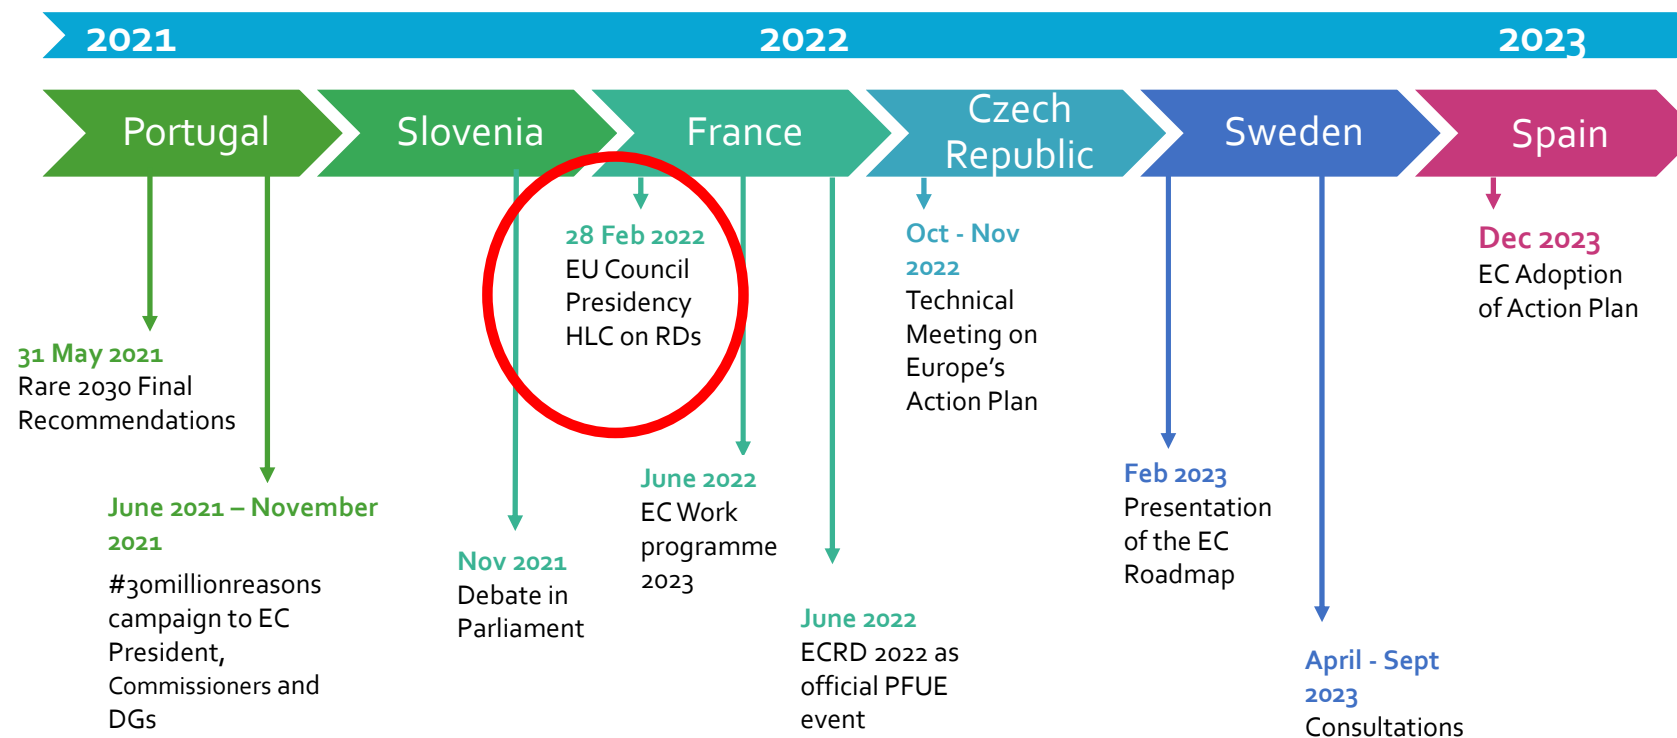 2021
2022
2023
Portugal
Slovenia
France
Czech
Republic
Sweden
Spain
31 May 2021
Rare 2030 Final
Recommendations
June 2021 – November
2021
#30millionreasons
campaign to EC
President,
Commissioners and
DGs
Nov 2021
Debate in
Parliament
28 Feb 2022
EU Council
Presidency
HLC on RDs
June 2022
EC Work
programme
2023
June 2022
ECRD 2022 as
official PFUE
event
Oct - Nov
2022
Technical
Meeting on
Europe's
Action Plan
Feb 2023
Presentation
of the EC
Roadmap
April - Sept
2023
Consultations
Dec 2023
EC Adoption
of Action Plan